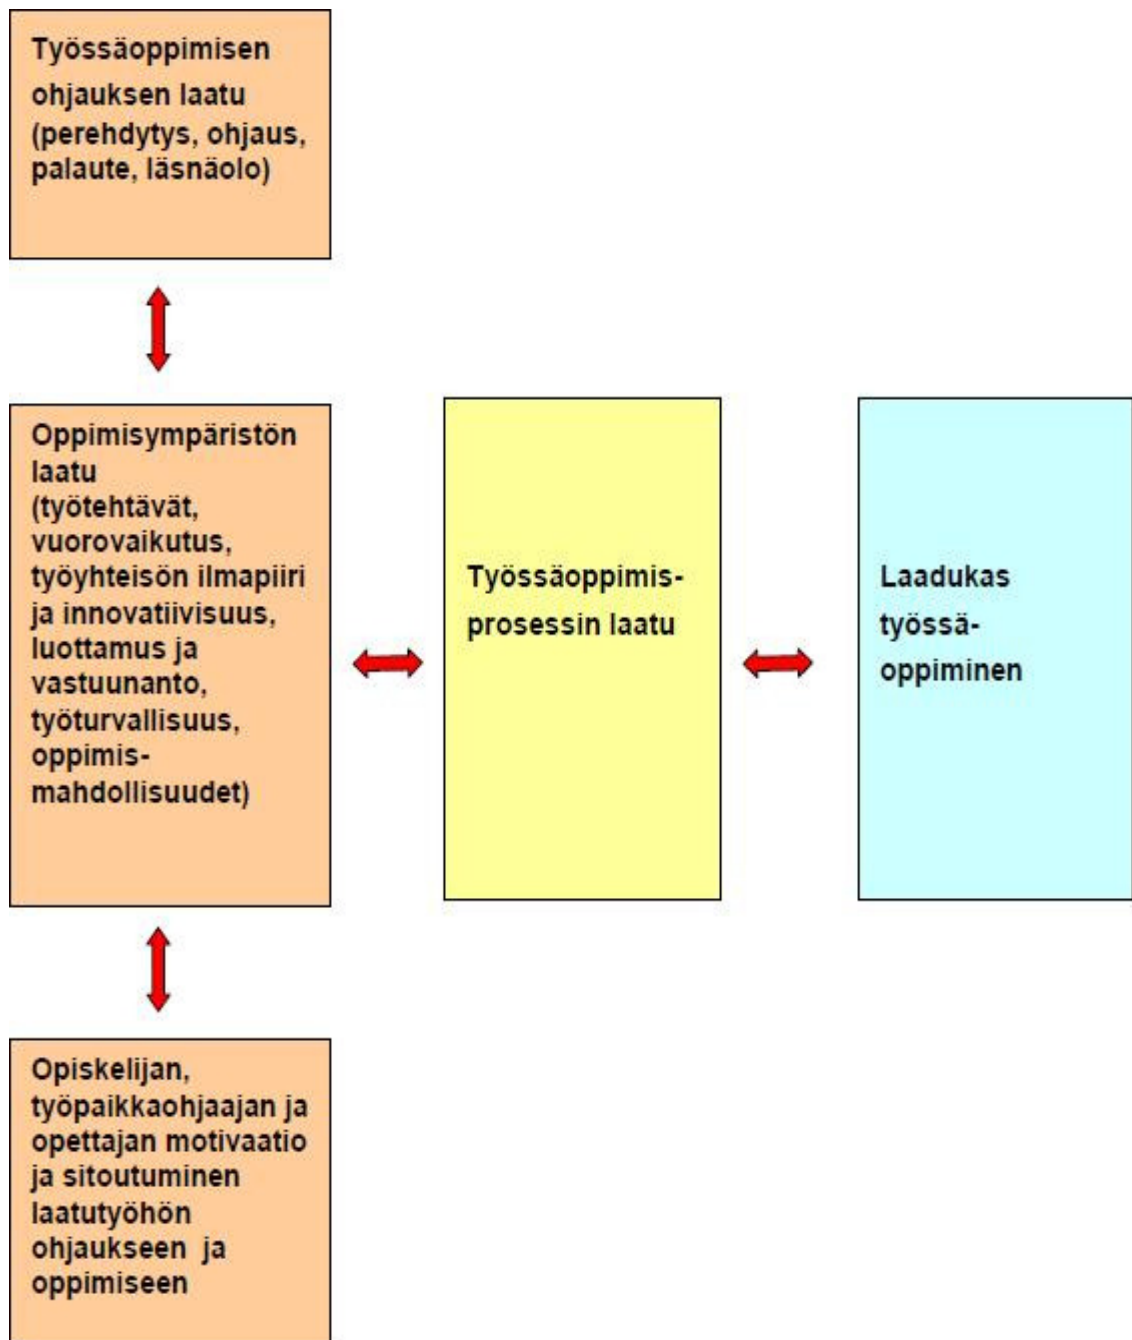 Työssäoppimisen
ohjauksen laatu
(perehdytys, ohjaus,
palaute, läsnäolo)
Oppimisympäristön
laatu
(työtehtävät,
vuorovaikutus,
työyhteisön ilmapiiri
ja innovatiivisuus,
luottamus ja
vastuunanto,
työturvallisuus,
oppimis-
mahdollisuudet)
Työssäoppimis-
prosessin laatu
Laadukas
työssä-
oppiminen
Opiskelijan,
työpaikkaohjaajan ja
opettajan motivaatio
ja sitoutuminen
laatutyöhön
ohjaukseen ja
oppimiseen